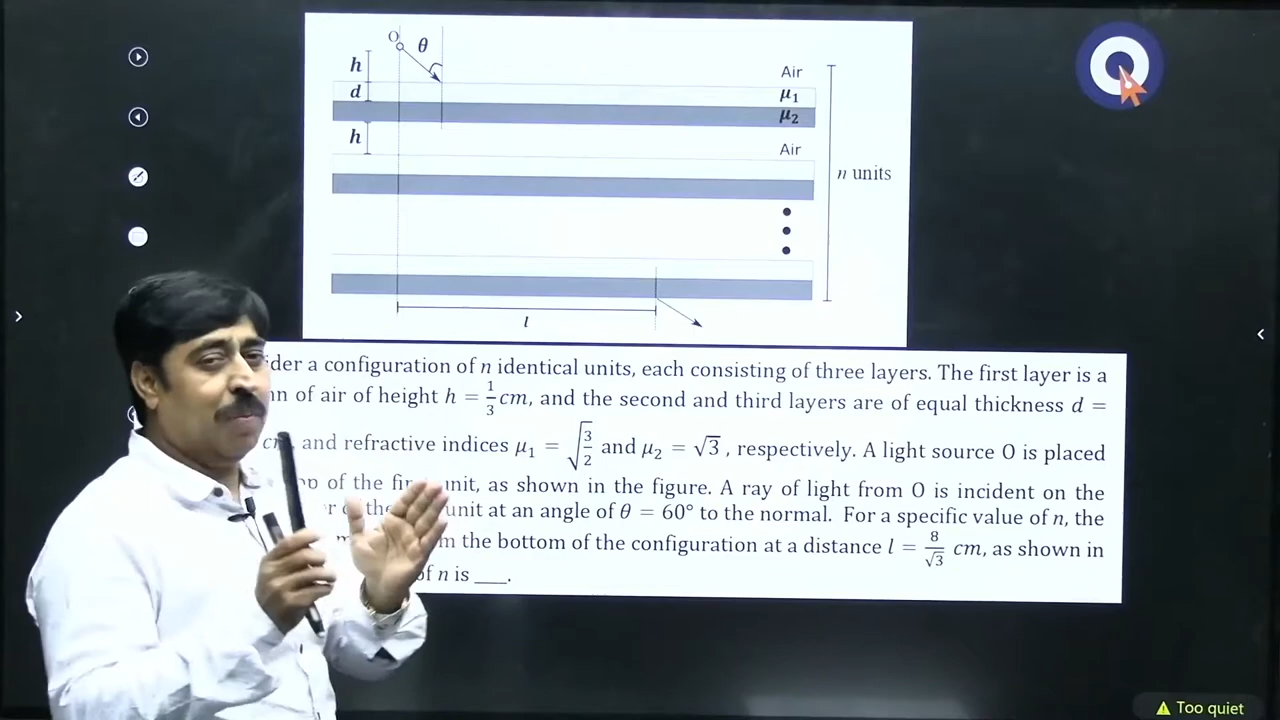 O
θ
h
Air
d
μ₁
μ₂
h
Air
n units
l
der a configuration of n identical units, each consisting of three layers. The first layer is a
of air of height h = 1/3 cm, and the second and third layers are of equal thickness d =
and refractive indices μ₁ = √(3/2) and μ₂ = √3, respectively. A light source O is placed
of the unit, as shown in the figure. A ray of light from O is incident on the
the unit at an angle of θ = 60° to the normal. For a specific value of n, the
the bottom of the configuration at a distance l = 8/√3 cm, as shown in
of n is ___.
Too quiet